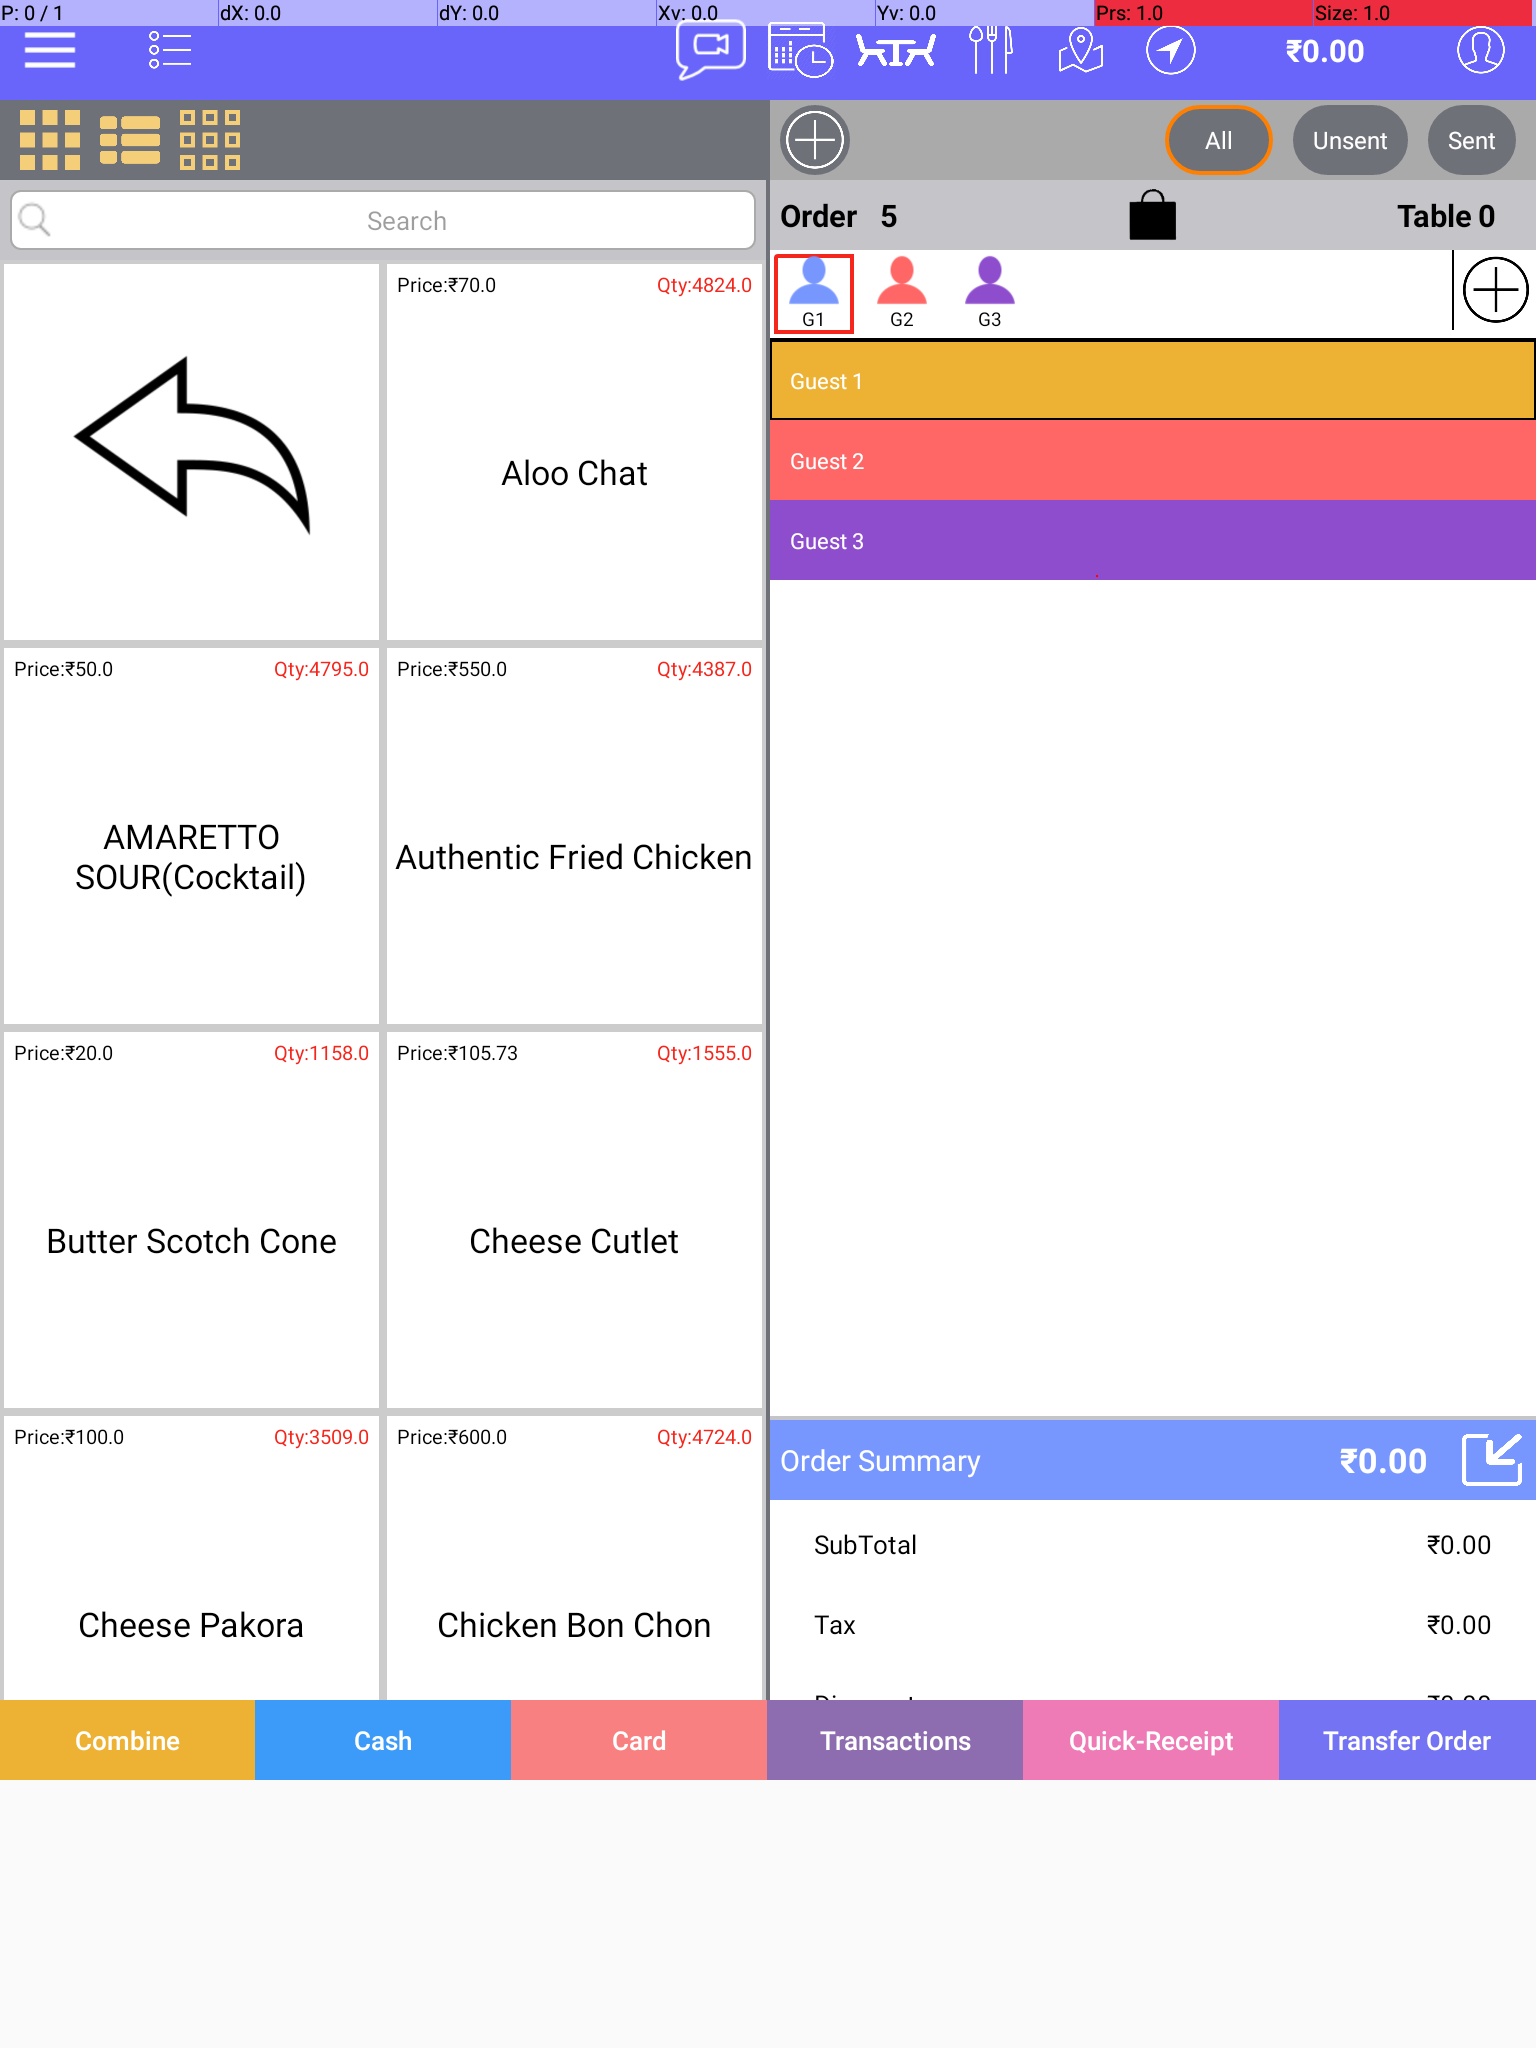 P: 0 / 1 dX: 0.0 dY: 0.0 Xv: 0.0 Yv: 0.0 Prs: 1.0 Size: 1.0
₹0.00
All Unsent Sent
Search
Order 5 Table 0
G1 G2 G3
Guest 1
Guest 2
Guest 3
Price:₹70.0 Qty:4824.0
Aloo Chat
Price:₹50.0 Qty:4795.0
AMARETTO
SOUR(Cocktail)
Price:₹550.0 Qty:4387.0
Authentic Fried Chicken
Price:₹20.0 Qty:1158.0
Butter Scotch Cone
Price:₹105.73 Qty:1555.0
Cheese Cutlet
Price:₹100.0 Qty:3509.0
Cheese Pakora
Price:₹600.0 Qty:4724.0
Chicken Bon Chon
Order Summary ₹0.00
SubTotal ₹0.00
Tax ₹0.00
Combine Cash Card Transactions Quick-Receipt Transfer Order